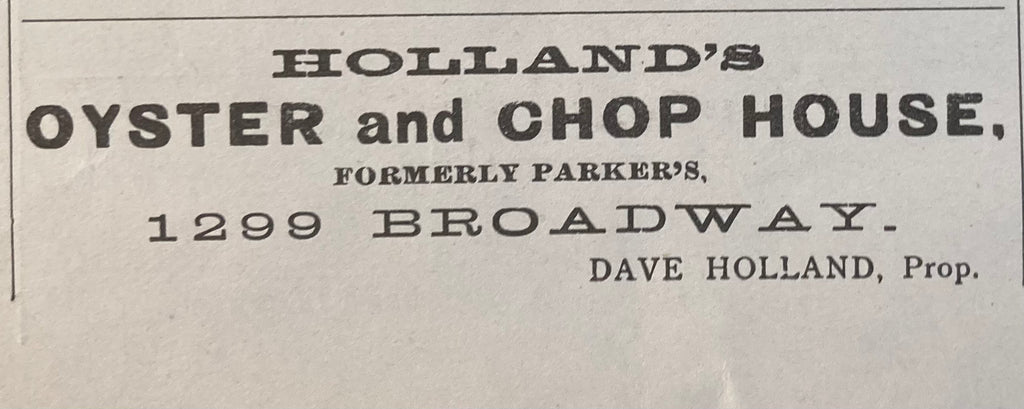 HOLLAND'S
OYSTER and CHOP HOUSE,
FORMERLY PARKER'S,
1299 BROADWAY.
DAVE HOLLAND, Prop.